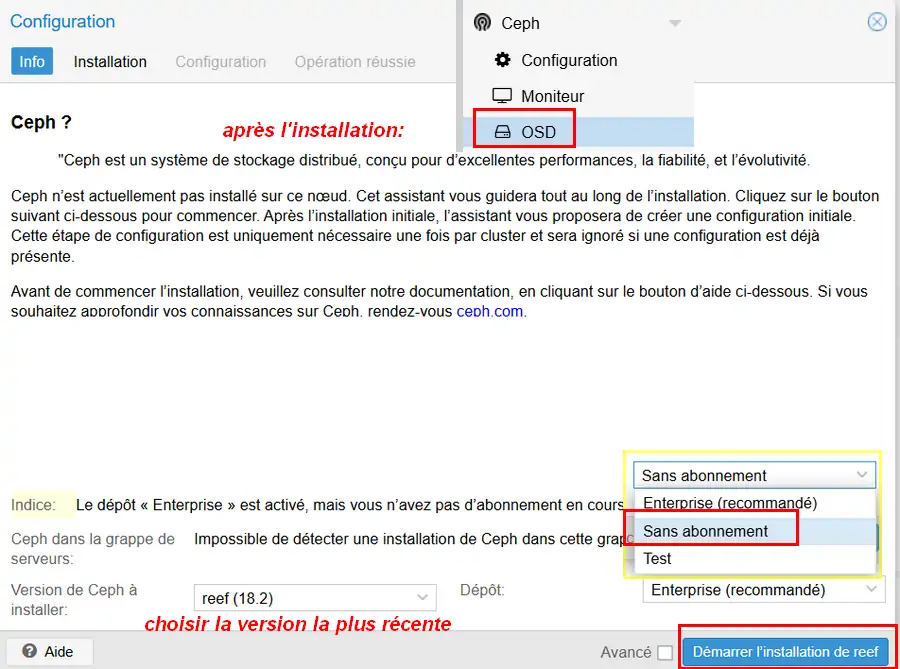 Configuration
Ceph
Info
Installation
Configuration
Opération réussie
Configuration
Moniteur
OSD
Ceph ?
après l'installation:
"Ceph est un système de stockage distribué, conçu pour d’excellentes performances, la fiabilité, et l’évolutivité.
Ceph n’est actuellement pas installé sur ce nœud. Cet assistant vous guidera tout au long de l’installation. Cliquez sur le bouton
suivant ci-dessous pour commencer. Après l’installation initiale, l’assistant vous proposera de créer une configuration initiale.
Cette étape de configuration est uniquement nécessaire une fois par cluster et sera ignoré si une configuration est déjà
présente.
Avant de commencer l’installation, veuillez consulter notre documentation, en cliquant sur le bouton d’aide ci-dessous. Si vous
souhaitez approfondir vos connaissances sur Ceph, rendez-vous ceph.com.
Sans abonnement
Indice: Le dépôt « Enterprise » est activé, mais vous n’avez pas d’abonnement en cours
Enterprise (recommandé)
Sans abonnement
Test
Ceph dans la grappe de
serveurs:
Impossible de détecter une installation de Ceph dans cette
Version de Ceph à
installer:
reef (18.2)
Dépôt:
Enterprise (recommandé)
choisir la version la plus récente
Aide
Avancé
Démarrer l’installation de reef